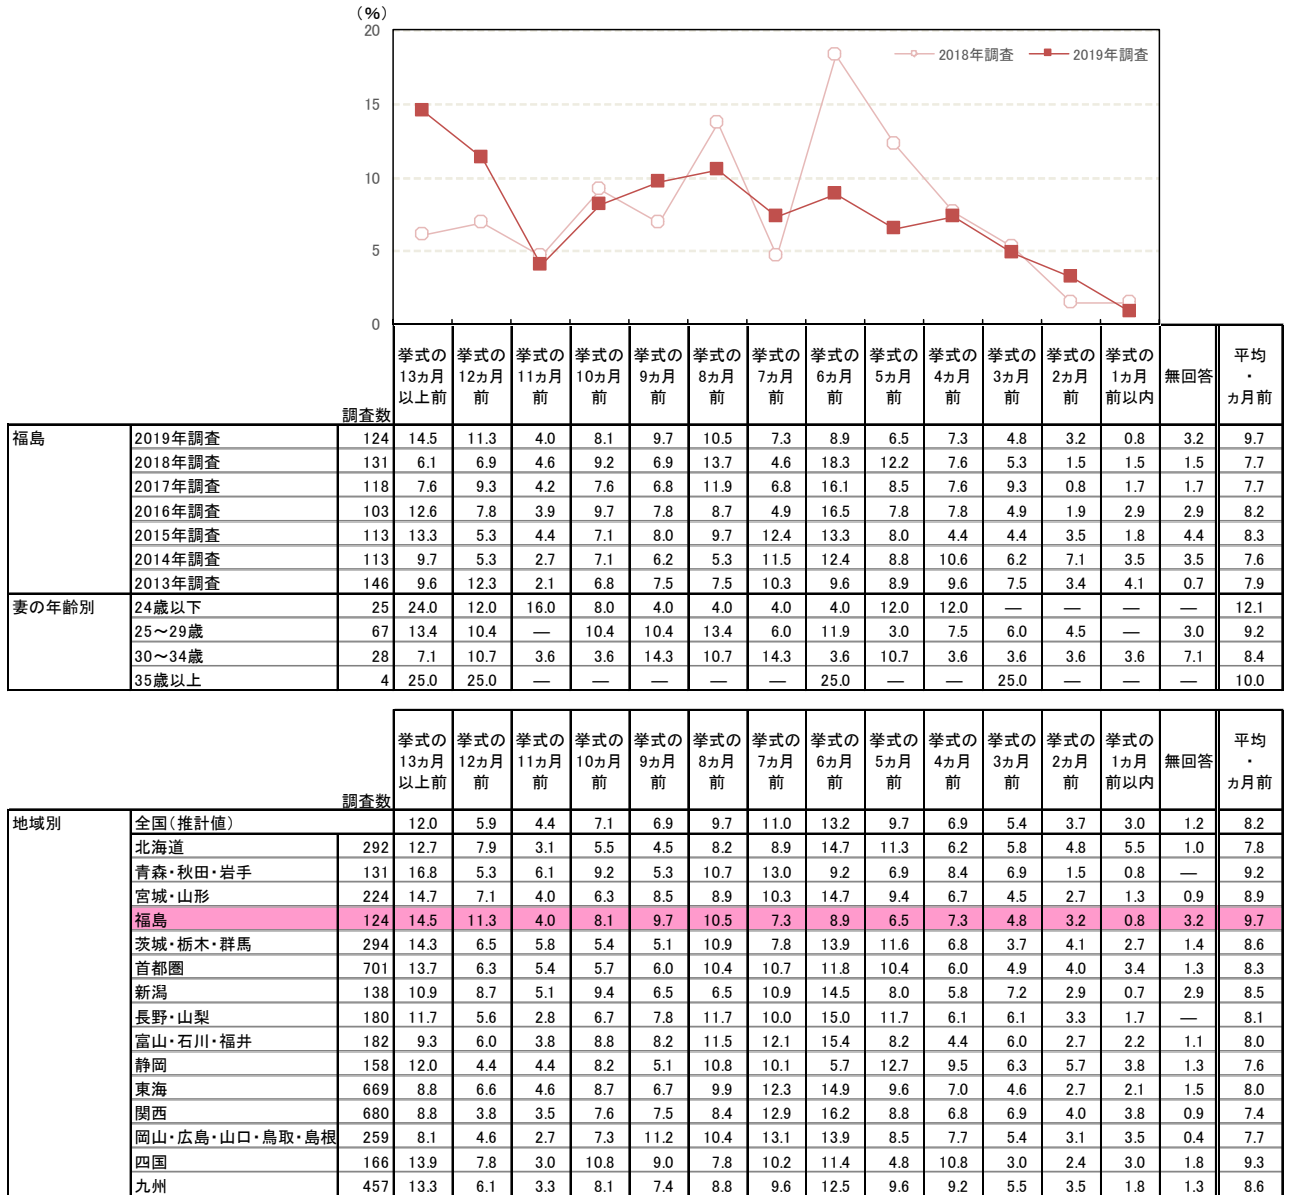 (%)
20
2018年調査 2019年調査
15
10
5
0
調査数 挙式の13ヵ月以上前 挙式の12ヵ月前 挙式の11ヵ月前 挙式の10ヵ月前 挙式の9ヵ月前 挙式の8ヵ月前 挙式の7ヵ月前 挙式の6ヵ月前 挙式の5ヵ月前 挙式の4ヵ月前 挙式の3ヵ月前 挙式の2ヵ月前 挙式の1ヵ月前以内 無回答 平均・ヵ月前
福島 2019年調査 124 14.5 11.3 4.0 8.1 9.7 10.5 7.3 8.9 6.5 7.3 4.8 3.2 0.8 3.2 9.7
2018年調査 131 6.1 6.9 4.6 9.2 6.9 13.7 4.6 18.3 12.2 7.6 5.3 1.5 1.5 1.5 7.7
2017年調査 118 7.6 9.3 4.2 7.6 6.8 11.9 6.8 16.1 8.5 7.6 9.3 0.8 1.7 1.7 7.7
2016年調査 103 12.6 7.8 3.9 9.7 7.8 8.7 4.9 16.5 7.8 7.8 4.9 1.9 2.9 2.9 8.2
2015年調査 113 13.3 5.3 4.4 7.1 8.0 9.7 12.4 13.3 8.0 4.4 4.4 3.5 1.8 4.4 8.3
2014年調査 113 9.7 5.3 2.7 7.1 6.2 5.3 11.5 12.4 8.8 10.6 6.2 7.1 3.5 3.5 7.6
2013年調査 146 9.6 12.3 2.1 6.8 7.5 7.5 10.3 9.6 8.9 9.6 7.5 3.4 4.1 0.7 7.9
妻の年齢別 24歳以下 25 24.0 12.0 16.0 8.0 4.0 4.0 4.0 4.0 12.0 12.0 — — — — 12.1
25～29歳 67 13.4 10.4 — 10.4 10.4 13.4 6.0 11.9 3.0 7.5 6.0 4.5 — 3.0 9.2
30～34歳 28 7.1 10.7 3.6 3.6 14.3 10.7 14.3 3.6 10.7 3.6 3.6 3.6 3.6 7.1 8.4
35歳以上 4 25.0 25.0 — — — — — 25.0 — — 25.0 — — — 10.0
調査数 挙式の13ヵ月以上前 挙式の12ヵ月前 挙式の11ヵ月前 挙式の10ヵ月前 挙式の9ヵ月前 挙式の8ヵ月前 挙式の7ヵ月前 挙式の6ヵ月前 挙式の5ヵ月前 挙式の4ヵ月前 挙式の3ヵ月前 挙式の2ヵ月前 挙式の1ヵ月前以内 無回答 平均・ヵ月前
地域別 全国(推計値) 12.0 5.9 4.4 7.1 6.9 9.7 11.0 13.2 9.7 6.9 5.4 3.7 3.0 1.2 8.2
北海道 292 12.7 7.9 3.1 5.5 4.5 8.2 8.9 14.7 11.3 6.2 5.8 4.8 5.5 1.0 7.8
青森・秋田・岩手 131 16.8 5.3 6.1 9.2 5.3 10.7 13.0 9.2 6.9 8.4 6.9 1.5 0.8 — 9.2
宮城・山形 224 14.7 7.1 4.0 6.3 8.5 8.9 10.3 14.7 9.4 6.7 4.5 2.7 1.3 0.9 8.9
福島 124 14.5 11.3 4.0 8.1 9.7 10.5 7.3 8.9 6.5 7.3 4.8 3.2 0.8 3.2 9.7
茨城・栃木・群馬 294 14.3 6.5 5.8 5.4 5.1 10.9 7.8 13.9 11.6 6.8 3.7 4.1 2.7 1.4 8.6
首都圏 701 13.7 6.3 5.4 5.7 6.0 10.4 10.7 11.8 10.4 6.0 4.9 4.0 3.4 1.3 8.3
新潟 138 10.9 8.7 5.1 9.4 6.5 6.5 10.9 14.5 8.0 5.8 7.2 2.9 0.7 2.9 8.5
長野・山梨 180 11.7 5.6 2.8 6.7 7.8 11.7 10.0 15.0 11.7 6.1 6.1 3.3 1.7 — 8.1
富山・石川・福井 182 9.3 6.0 3.8 8.8 8.2 11.5 12.1 15.4 8.2 4.4 6.0 2.7 2.2 1.1 8.0
静岡 158 12.0 4.4 4.4 8.2 5.1 10.8 10.1 5.7 12.7 9.5 6.3 5.7 3.8 1.3 7.6
東海 669 8.8 6.6 4.6 8.7 6.7 9.9 12.3 14.9 9.6 7.0 4.6 2.7 2.1 1.5 8.0
関西 680 8.8 3.8 3.5 7.6 7.5 8.4 12.9 16.2 8.8 6.8 6.9 4.0 3.8 0.9 7.4
岡山・広島・山口・鳥取・島根 259 8.1 4.6 2.7 7.3 11.2 10.4 13.1 13.9 8.5 7.7 5.4 3.1 3.5 0.4 7.7
四国 166 13.9 7.8 3.0 10.8 9.0 7.8 10.2 11.4 4.8 10.8 3.0 2.4 3.0 1.8 9.3
九州 457 13.3 6.1 3.3 8.1 7.4 8.8 9.6 12.5 9.6 9.2 5.5 3.5 1.8 1.3 8.6